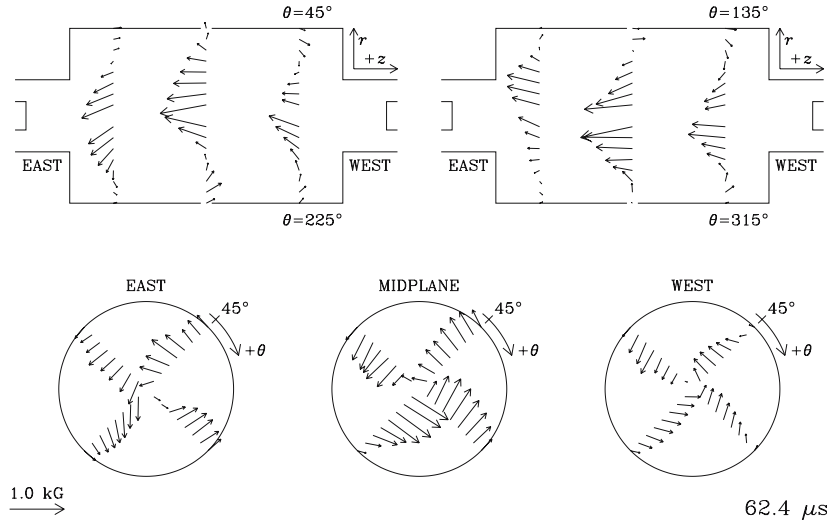 θ=45°
θ=135°
r
+z
r
+z
EAST
WEST
EAST
WEST
θ=225°
θ=315°
EAST
MIDPLANE
WEST
45°
45°
45°
+θ
+θ
+θ
1.0 kG
62.4 μs